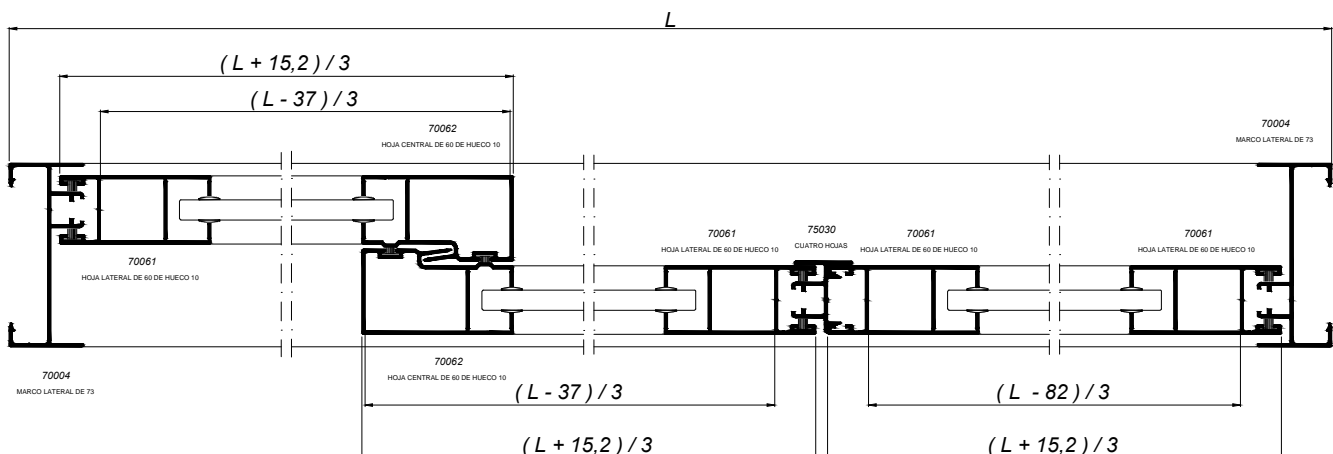 L
( L + 15,2 ) / 3
( L - 37 ) / 3
70062
HOJA CENTRAL DE 60 DE HUECO 10
70004
MARCO LATERAL DE 73
70061
HOJA LATERAL DE 60 DE HUECO 10
70061
HOJA LATERAL DE 60 DE HUECO 10
75030
CUATRO HOJAS
70061
HOJA LATERAL DE 60 DE HUECO 10
70061
HOJA LATERAL DE 60 DE HUECO 10
70004
MARCO LATERAL DE 73
70062
HOJA CENTRAL DE 60 DE HUECO 10
( L - 37 ) / 3
( L - 82 ) / 3
( L + 15,2 ) / 3
( L + 15,2 ) / 3